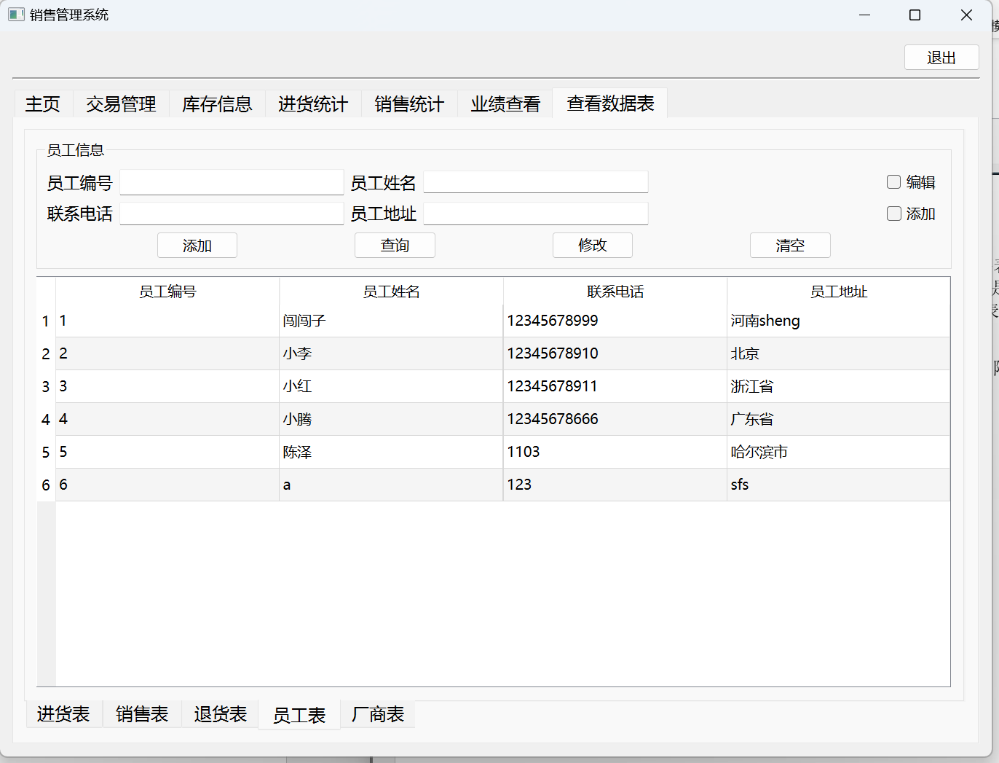 销售管理系统
退出
主页 交易管理 库存信息 进货统计 销售统计 业绩查看 查看数据表
员工信息
员工编号 员工姓名 编辑
联系电话 员工地址 添加
添加 查询 修改 清空
员工编号 员工姓名 联系电话 员工地址
1 1 闯闯子 12345678999 河南sheng
2 2 小李 12345678910 北京
3 3 小红 12345678911 浙江省
4 4 小腾 12345678666 广东省
5 5 陈泽 1103 哈尔滨市
6 6 a 123 sfs
进货表 销售表 退货表 员工表 厂商表